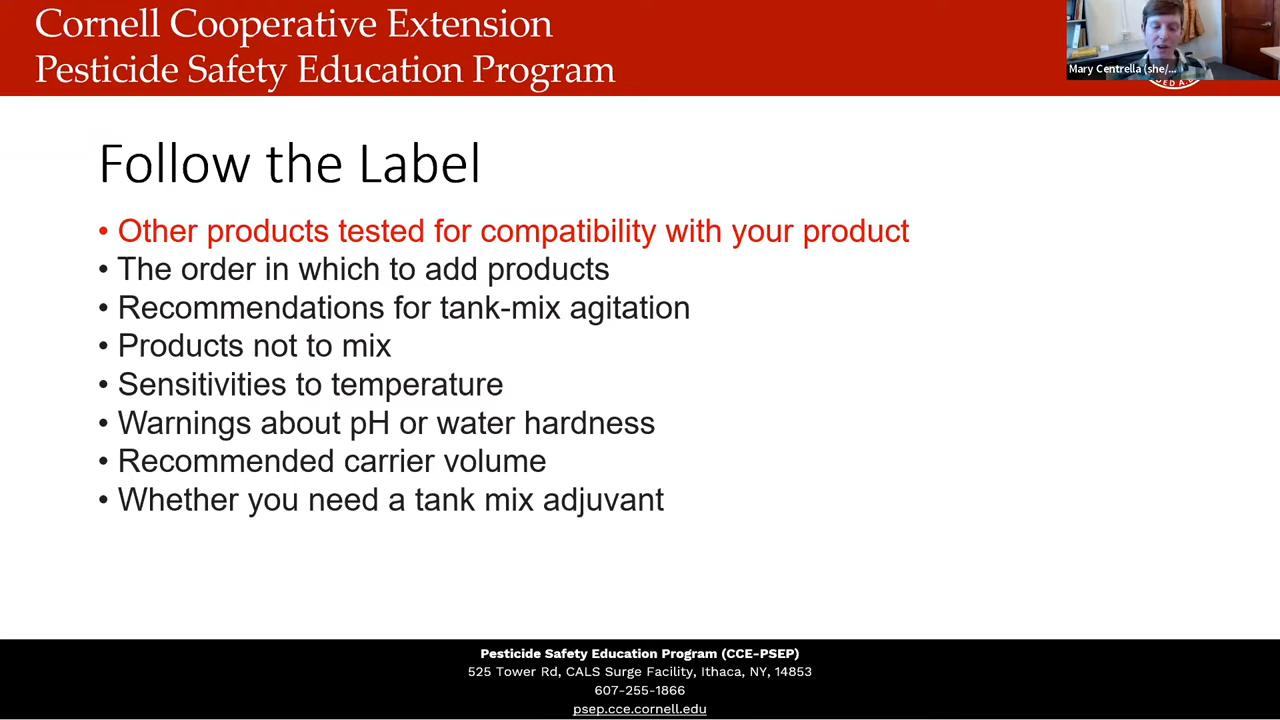 Cornell Cooperative Extension
Pesticide Safety Education Program
Mary Centrella (she/...
Follow the Label
• Other products tested for compatibility with your product
• The order in which to add products
• Recommendations for tank-mix agitation
• Products not to mix
• Sensitivities to temperature
• Warnings about pH or water hardness
• Recommended carrier volume
• Whether you need a tank mix adjuvant
Pesticide Safety Education Program (CCE-PSEP)
525 Tower Rd, CALS Surge Facility, Ithaca, NY, 14853
607-255-1866
psep.cce.cornell.edu